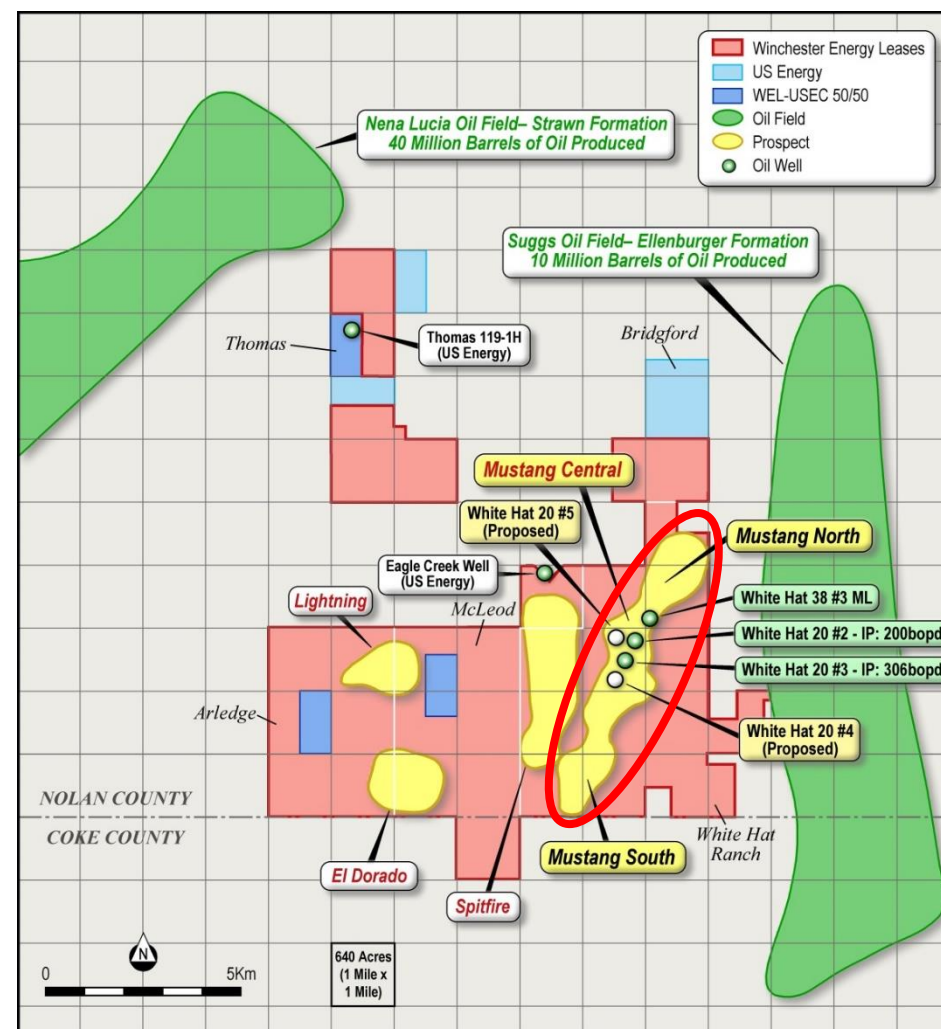 Winchester Energy Leases
US Energy
WEL-USEC 50/50
Oil Field
Prospect
Oil Well
Nena Lucia Oil Field– Strawn Formation
40 Million Barrels of Oil Produced
Suggs Oil Field– Ellenburger Formation
10 Million Barrels of Oil Produced
Thomas
Thomas 119-1H
(US Energy)
Bridgford
Mustang Central
White Hat 20 #5
(Proposed)
Mustang North
Eagle Creek Well
(US Energy)
Lightning
McLeod
White Hat 38 #3 ML
White Hat 20 #2 - IP: 200bopd
White Hat 20 #3 - IP: 306bopd
Arledge
White Hat 20 #4
(Proposed)
NOLAN COUNTY
COKE COUNTY
White Hat
Ranch
Mustang South
El Dorado
Spitfire
N
0
5Km
640 Acres
(1 Mile x
1 Mile)